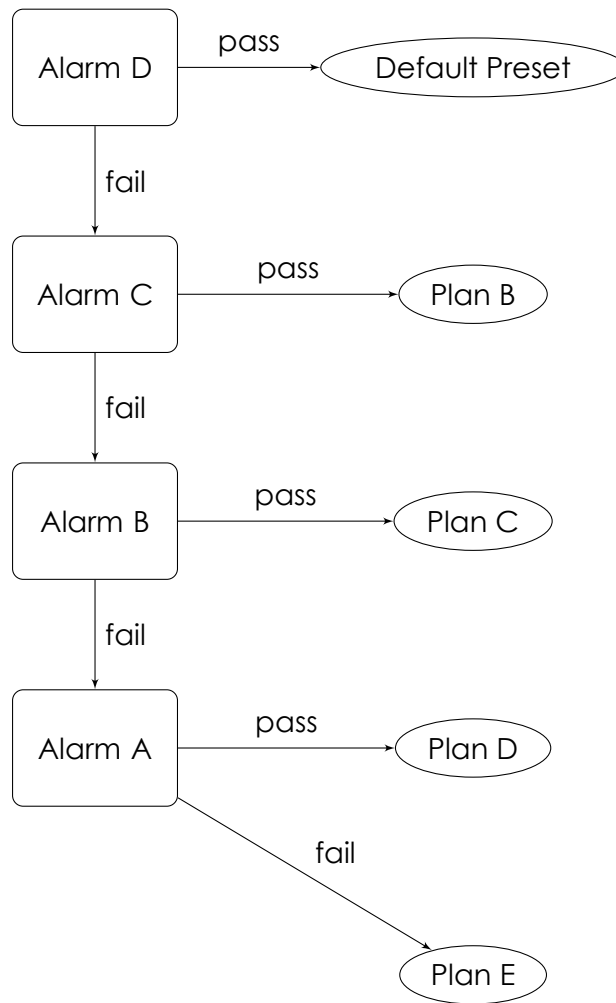 Alarm D
pass
Default Preset
fail
Alarm C
pass
Plan B
fail
Alarm B
pass
Plan C
fail
Alarm A
pass
Plan D
fail
Plan E